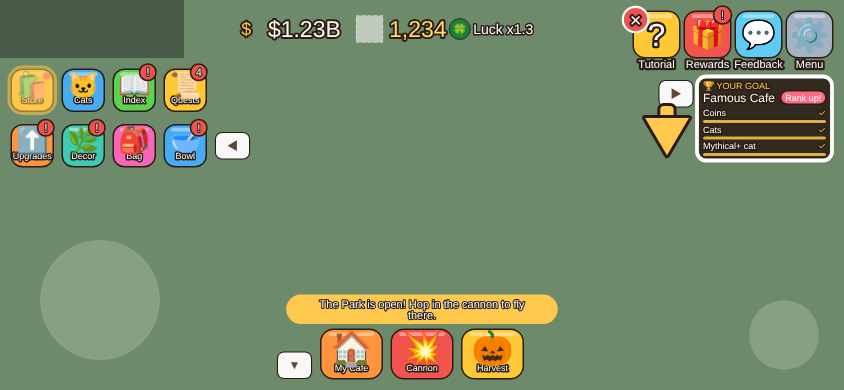 $ $1.23B 1,234 Luck x1.3
? ! Tutorial Rewards Feedback Menu
Store Cats ! Index 4 Quests
! Upgrades ! Decor Bag ! Bowl
YOUR GOAL
Famous Cafe Rank up!
Coins
Cats
Mythical+ cat
The Park is open! Hop in the cannon to fly
there.
My Cafe Cannon Harvest